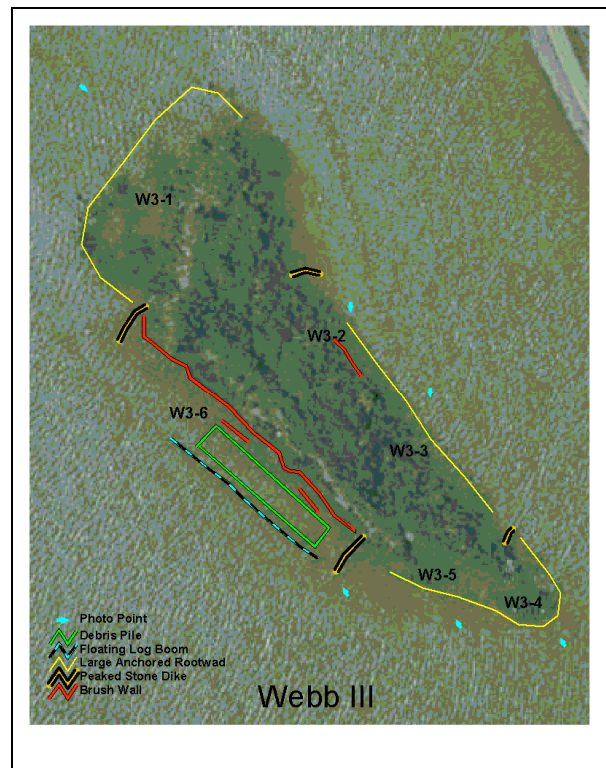 W3-1
W3-2
W3-6
W3-3
W3-5
W3-4
Photo Point
Debris Pile
Floating Log Boom
Large Anchored Rootwad
Peaked Stone Dike
Brush Wall
Webb III